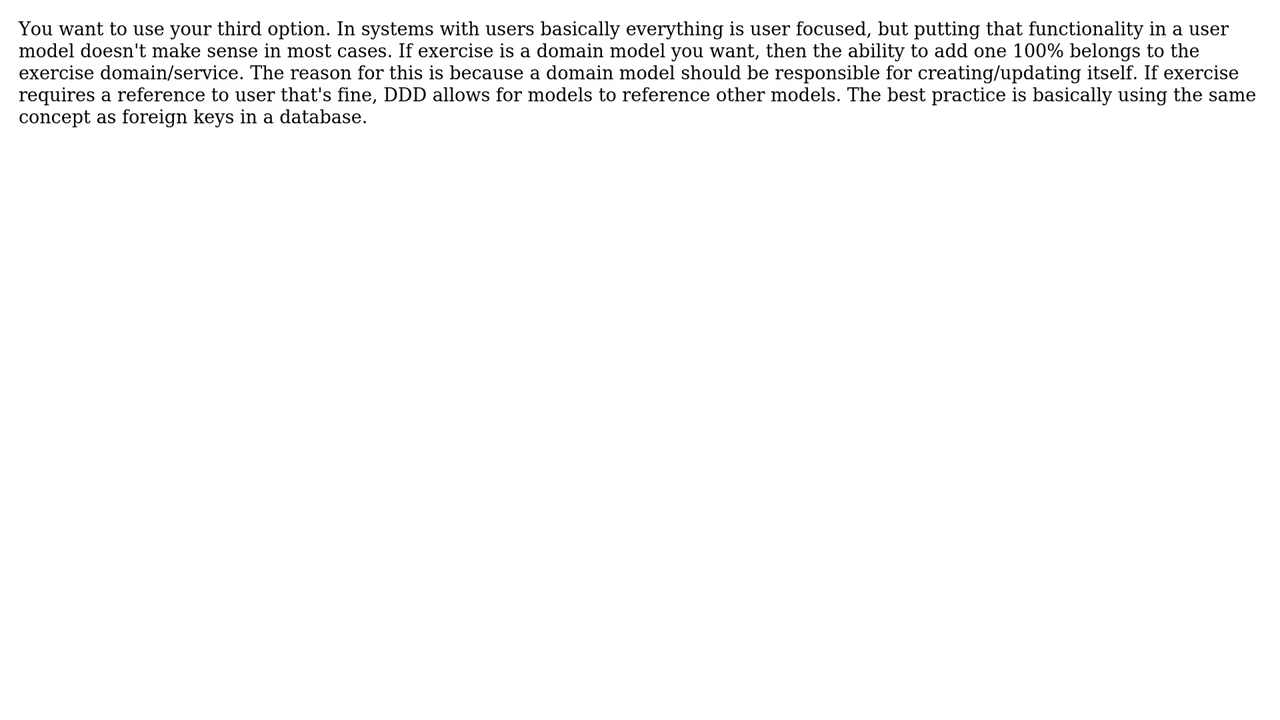 You want to use your third option. In systems with users basically everything is user focused, but putting that functionality in a user
model doesn't make sense in most cases. If exercise is a domain model you want, then the ability to add one 100% belongs to the
exercise domain/service. The reason for this is because a domain model should be responsible for creating/updating itself. If exercise
requires a reference to user that's fine, DDD allows for models to reference other models. The best practice is basically using the same
concept as foreign keys in a database.